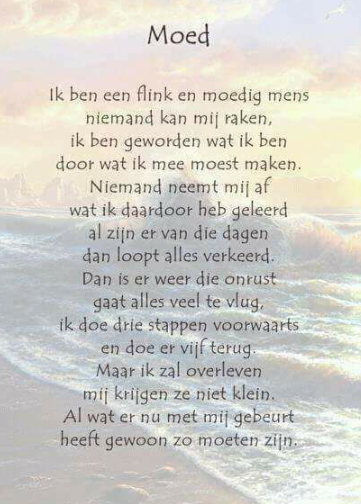 Moed
Ik ben een flink en moedig mens
niemand kan mij raken,
ik ben geworden wat ik ben
door wat ik mee moest maken.
Niemand neemt mij af
wat ik daardoor heb geleerd
al zijn er van die dagen
dan loopt alles verkeerd.
Dan is er weer die onrust
gaat alles veel te vlug,
ik doe drie stappen voorwaarts
en doe er vijf terug.
Maar ik zal overleven
mij krijgen ze niet klein.
Al wat er nu met mij gebeurt
heeft gewoon zo moeten zijn.